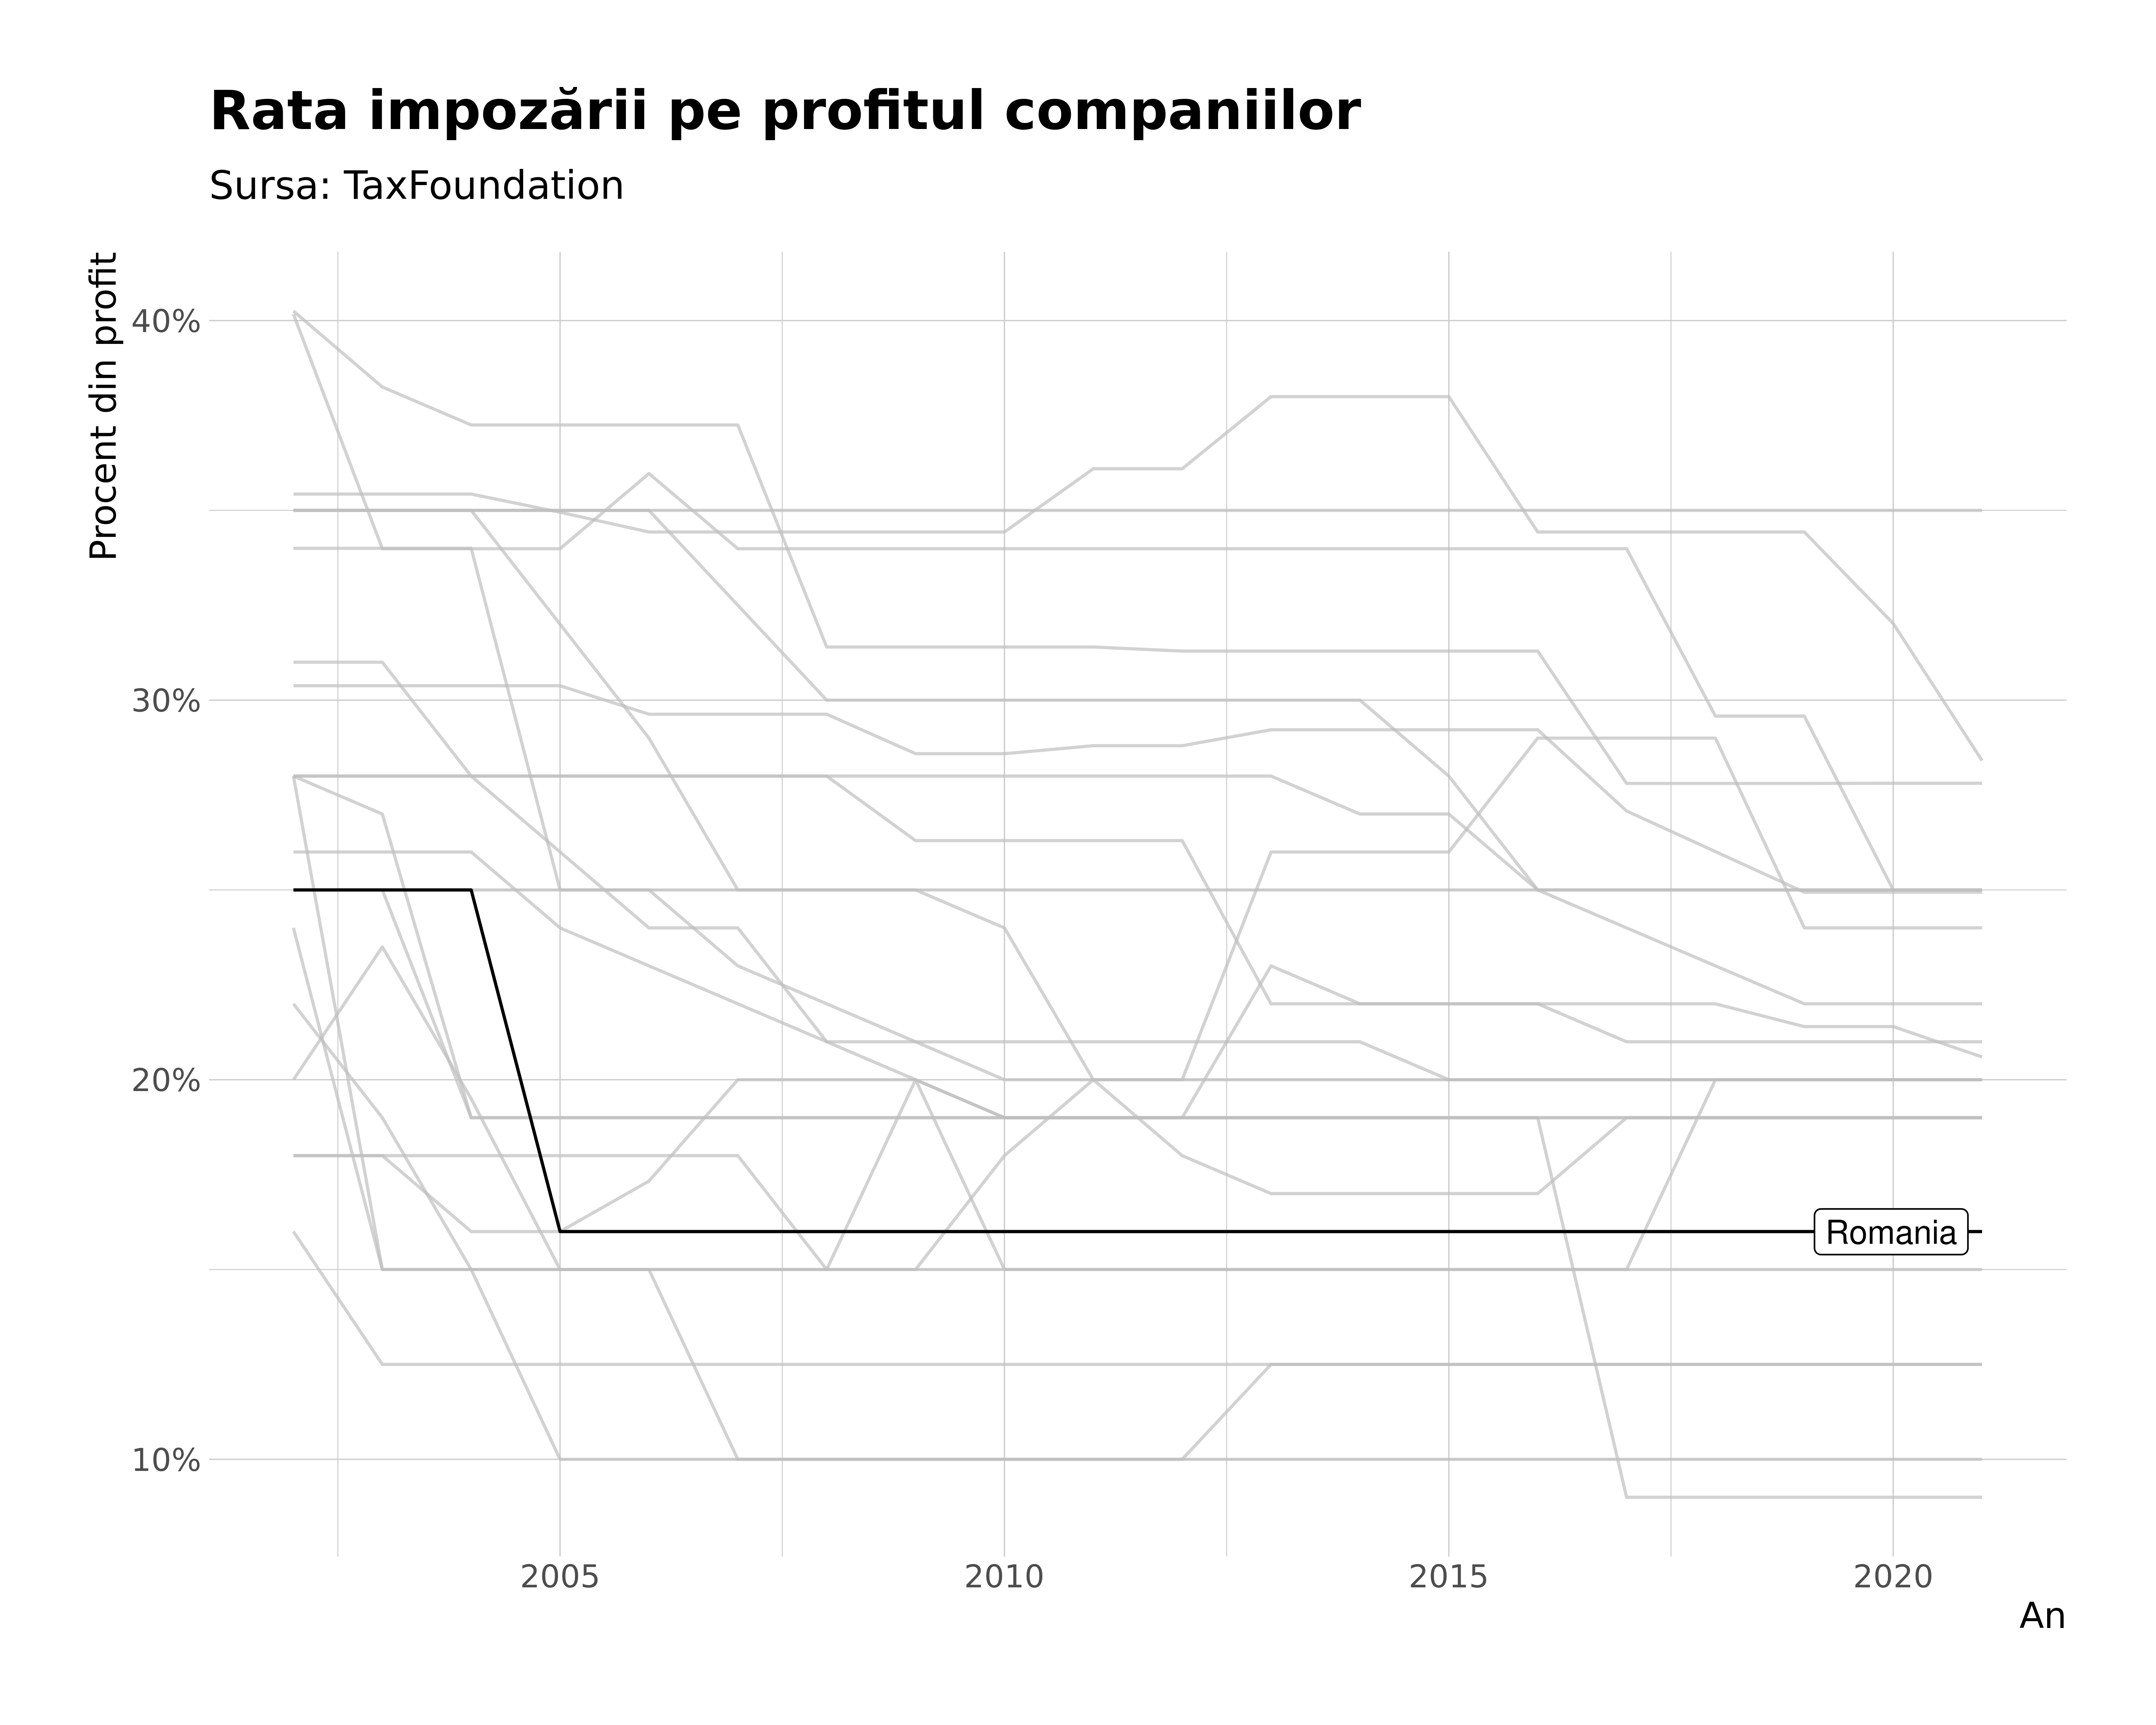 Rata impozării pe profitul companiilor
Sursa: TaxFoundation
Procent din profit
40%
30%
20%
10%
Romania
2005
2010
2015
2020
An